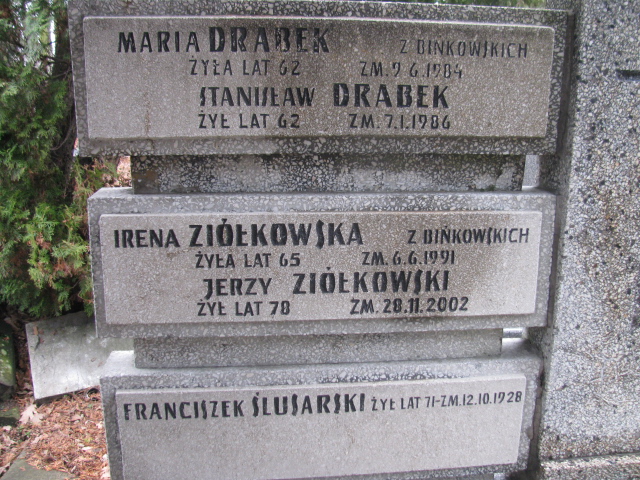 MARIA DRABEK Z BIŃKOWSKICH
ŻYŁA LAT 62 ZM. 9.6.1984
STANISŁAW DRABEK
ŻYŁ LAT 62 ZM. 7.1.1986
IRENA ZIÓŁKOWSKA Z BIŃKOWSKICH
ŻYŁA LAT 65 ZM. 6.6.1991
JERZY ZIÓŁKOWSKI
ŻYŁ LAT 78 ZM. 28.11.2002
FRANCISZEK ŚLUSARSKI ŻYŁ LAT 71-ZM.12.10.1928